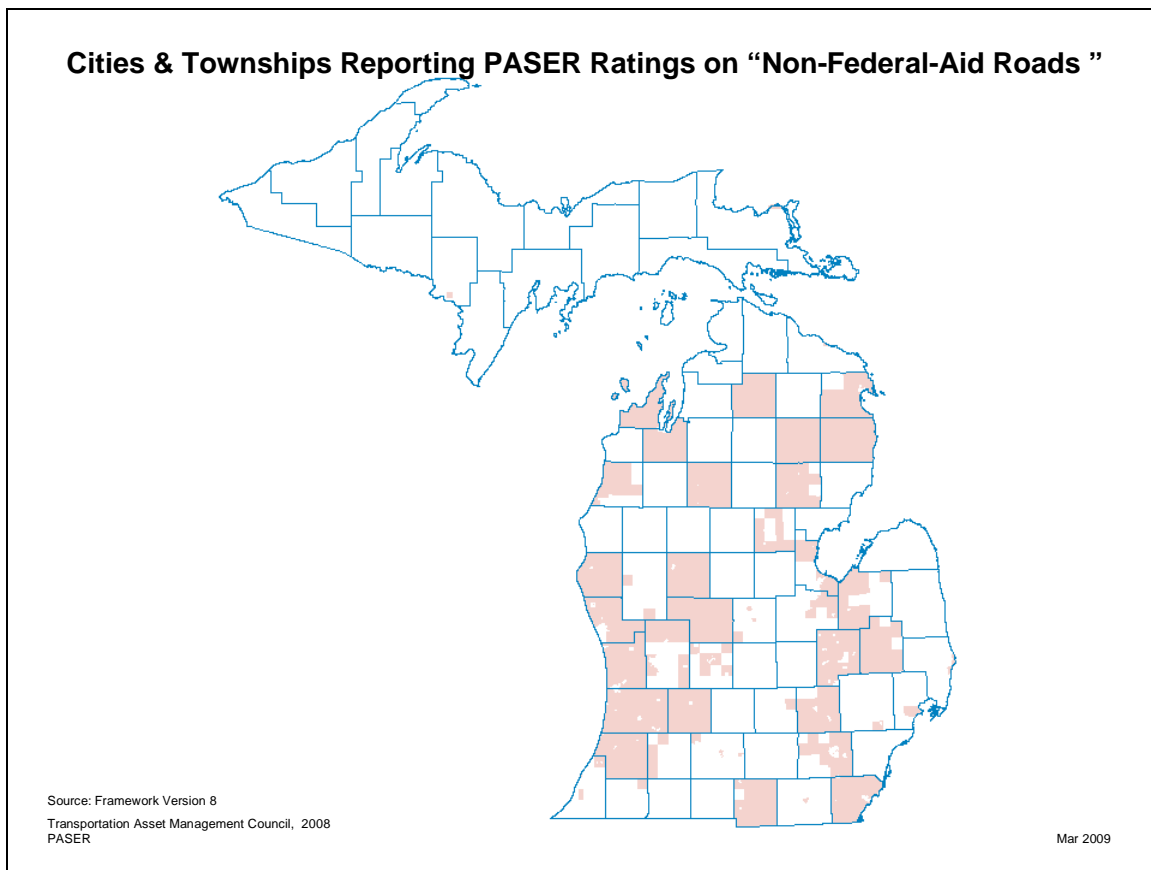 Cities & Townships Reporting PASER Ratings on “Non-Federal-Aid Roads ”
Source: Framework Version 8
Transportation Asset Management Council, 2008
PASER
Mar 2009